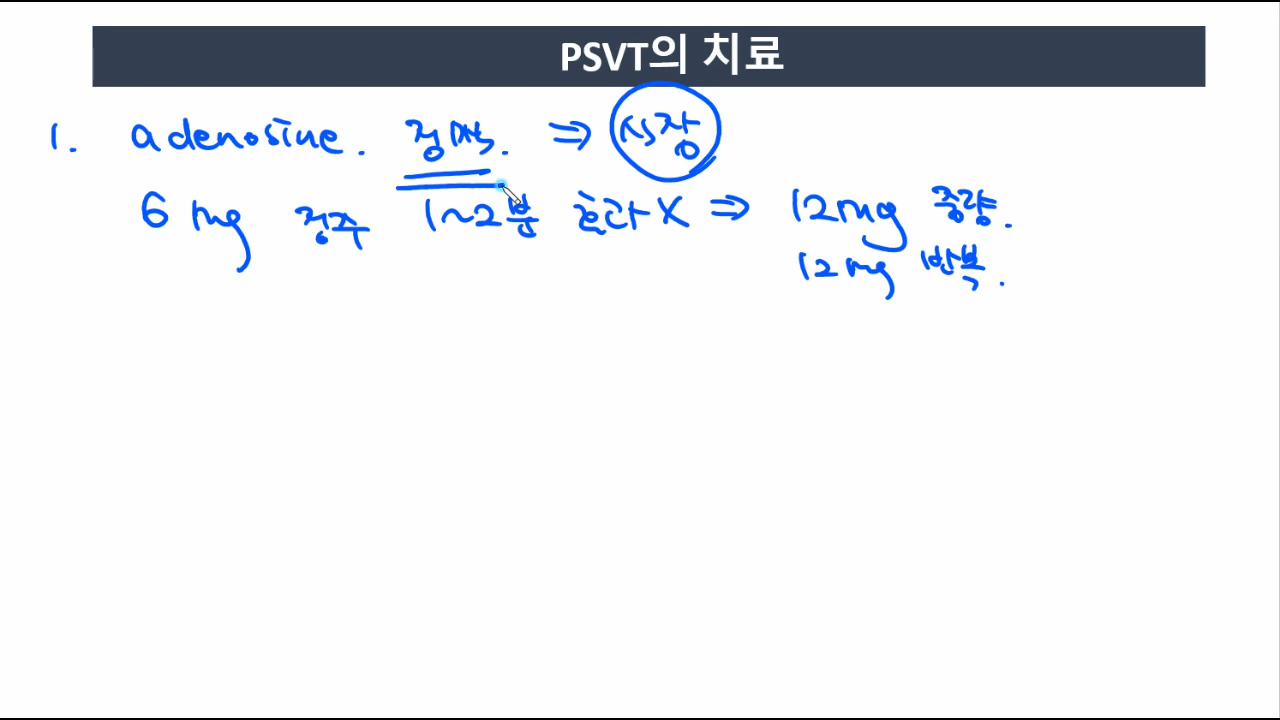 PSVT의 치료
1. adenosine. 정맥. ⇒ 심장
6 mg 정주 1~2분 효과 X ⇒ 12mg 증량.
12mg 반복.